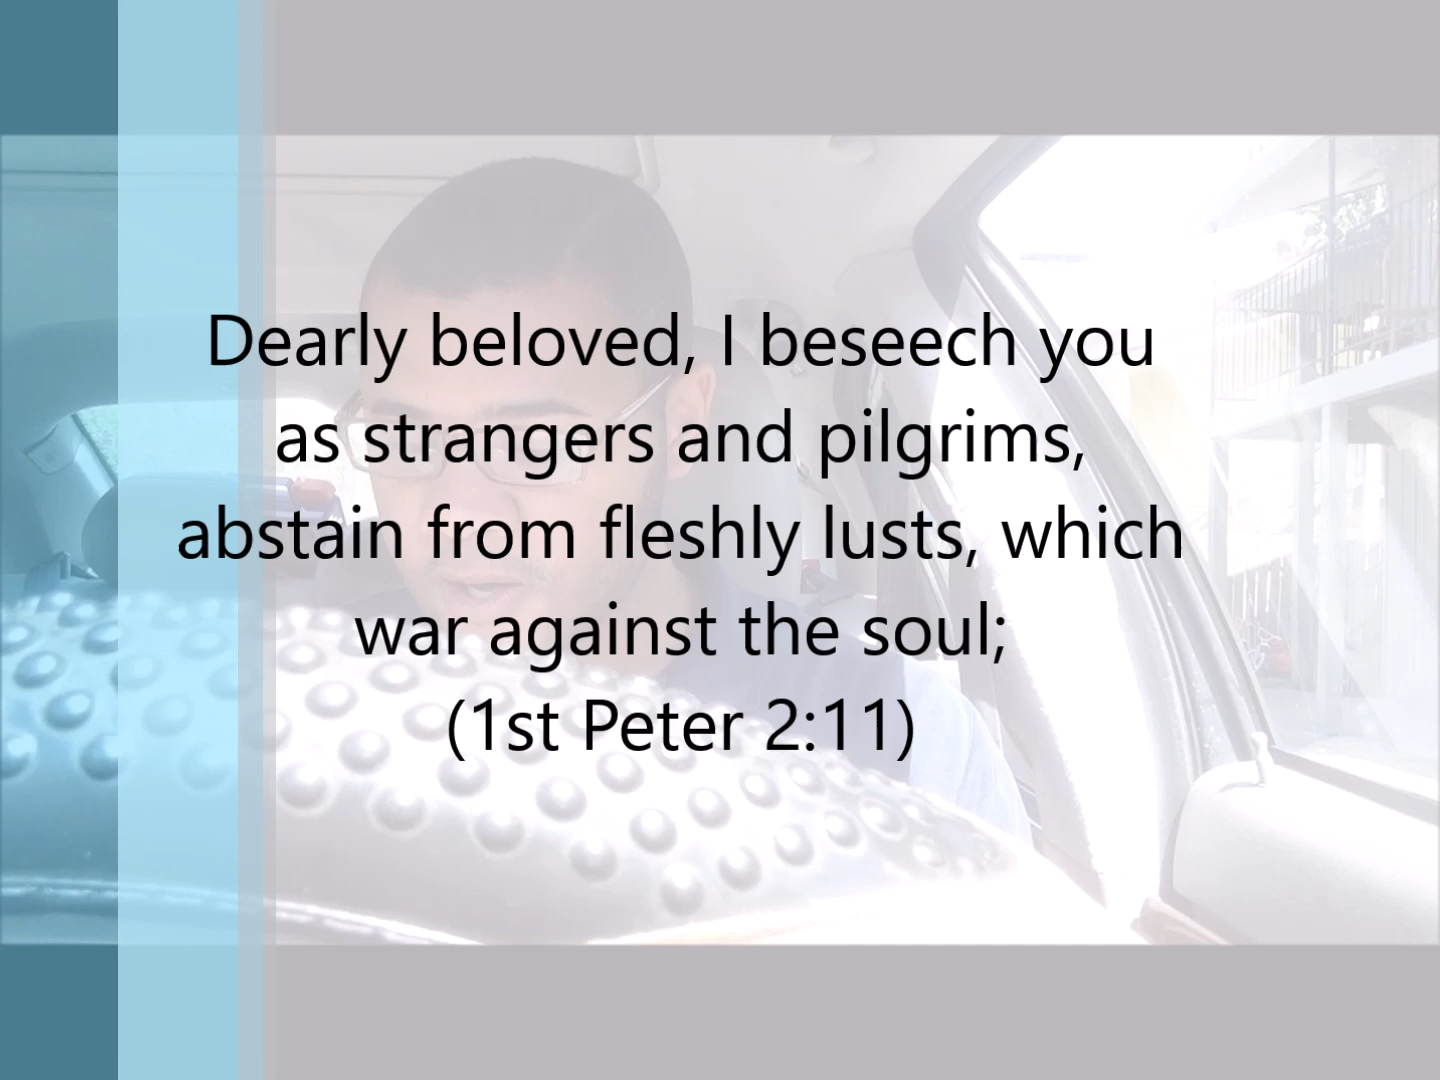 Dearly beloved, I beseech you
as strangers and pilgrims,
abstain from fleshly lusts, which
war against the soul;
(1st Peter 2:11)